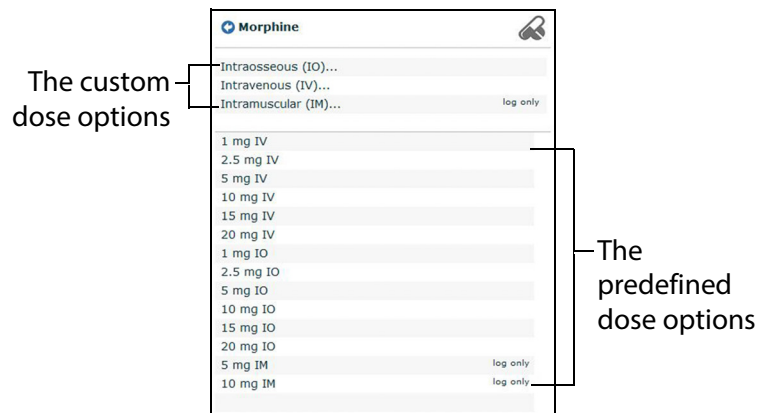 Morphine
The custom
dose options
Intraosseous (IO)...
Intravenous (IV)...
Intramuscular (IM)... log only
1 mg IV
2.5 mg IV
5 mg IV
10 mg IV
15 mg IV
20 mg IV
1 mg IO
2.5 mg IO
5 mg IO
10 mg IO
15 mg IO
20 mg IO
5 mg IM log only
10 mg IM log only
The
predefined
dose options